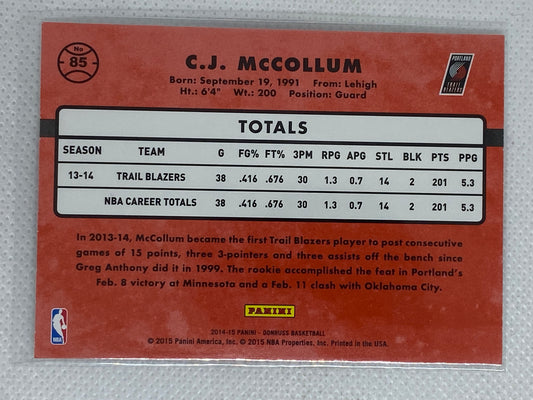 No
85
C.J. McCOLLUM
Born: September 19, 1991 From: Lehigh
Ht.: 6'4" Wt.: 200 Position: Guard
PORTLAND
TRAIL BLAZERS
TOTALS
SEASON TEAM G FG% FT% 3PM RPG APG STL BLK PTS PPG
13-14 TRAIL BLAZERS 38 .416 .676 30 1.3 0.7 14 2 201 5.3
NBA CAREER TOTALS 38 .416 .676 30 1.3 0.7 14 2 201 5.3
In 2013-14, McCollum became the first Trail Blazers player to post consecutive
games of 15 points, three 3-pointers and three assists off the bench since
Greg Anthony did it in 1999. The rookie accomplished the feat in Portland's
Feb. 8 victory at Minnesota and a Feb. 11 clash with Oklahoma City.
NBA
PANINI
2014-15 PANINI - DONRUSS BASKETBALL
© 2015 Panini America, Inc. © 2015 NBA Properties, Inc. Printed in the USA.